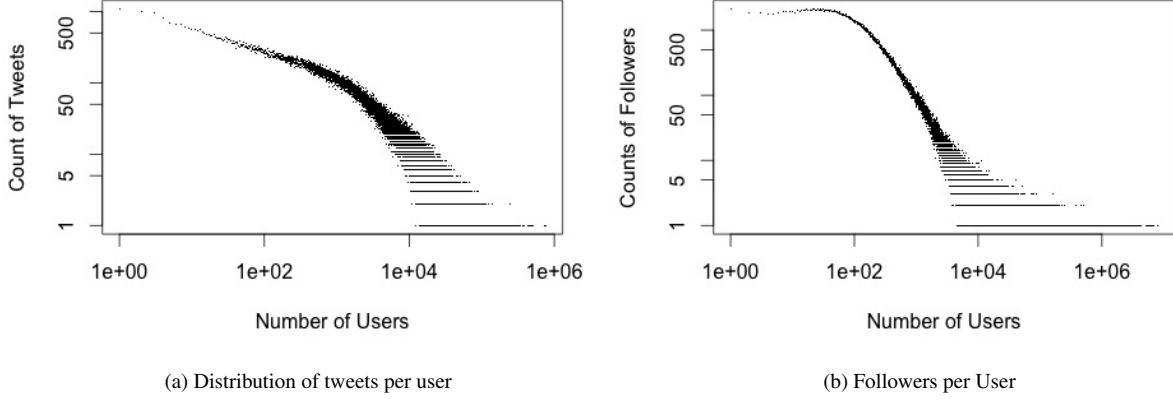 500
50
5
1
Count of Tweets
1e+00 1e+02 1e+04 1e+06
Number of Users
(a) Distribution of tweets per user
500
50
5
1
Counts of Followers
1e+00 1e+02 1e+04 1e+06
Number of Users
(b) Followers per User